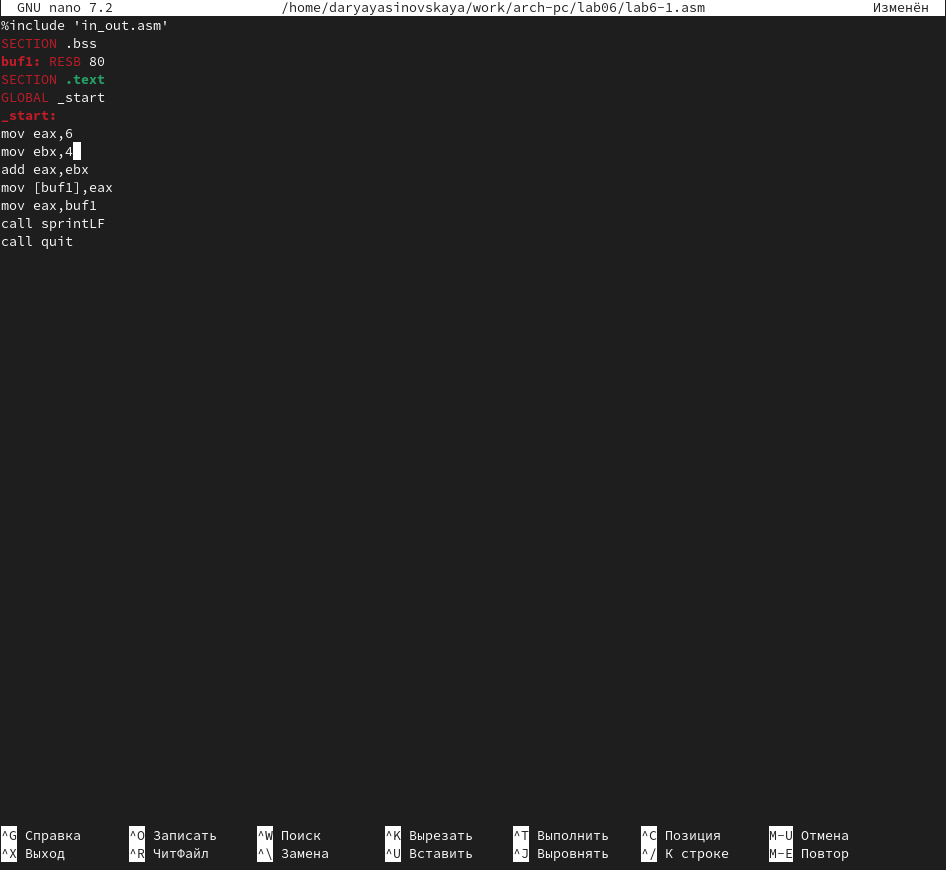 GNU nano 7.2 /home/daryayasinovskaya/work/arch-pc/lab06/lab6-1.asm Изменён
%include 'in_out.asm'
SECTION .bss
buf1: RESB 80
SECTION .text
GLOBAL _start
_start:
mov eax,6
mov ebx,4
add eax,ebx
mov [buf1],eax
mov eax,buf1
call sprintLF
call quit
^G Справка ^O Записать ^W Поиск ^K Вырезать ^T Выполнить ^C Позиция M-U Отмена
^X Выход ^R ЧитФайл ^\ Замена ^U Вставить ^J Выровнять ^/ К строке M-E Повтор